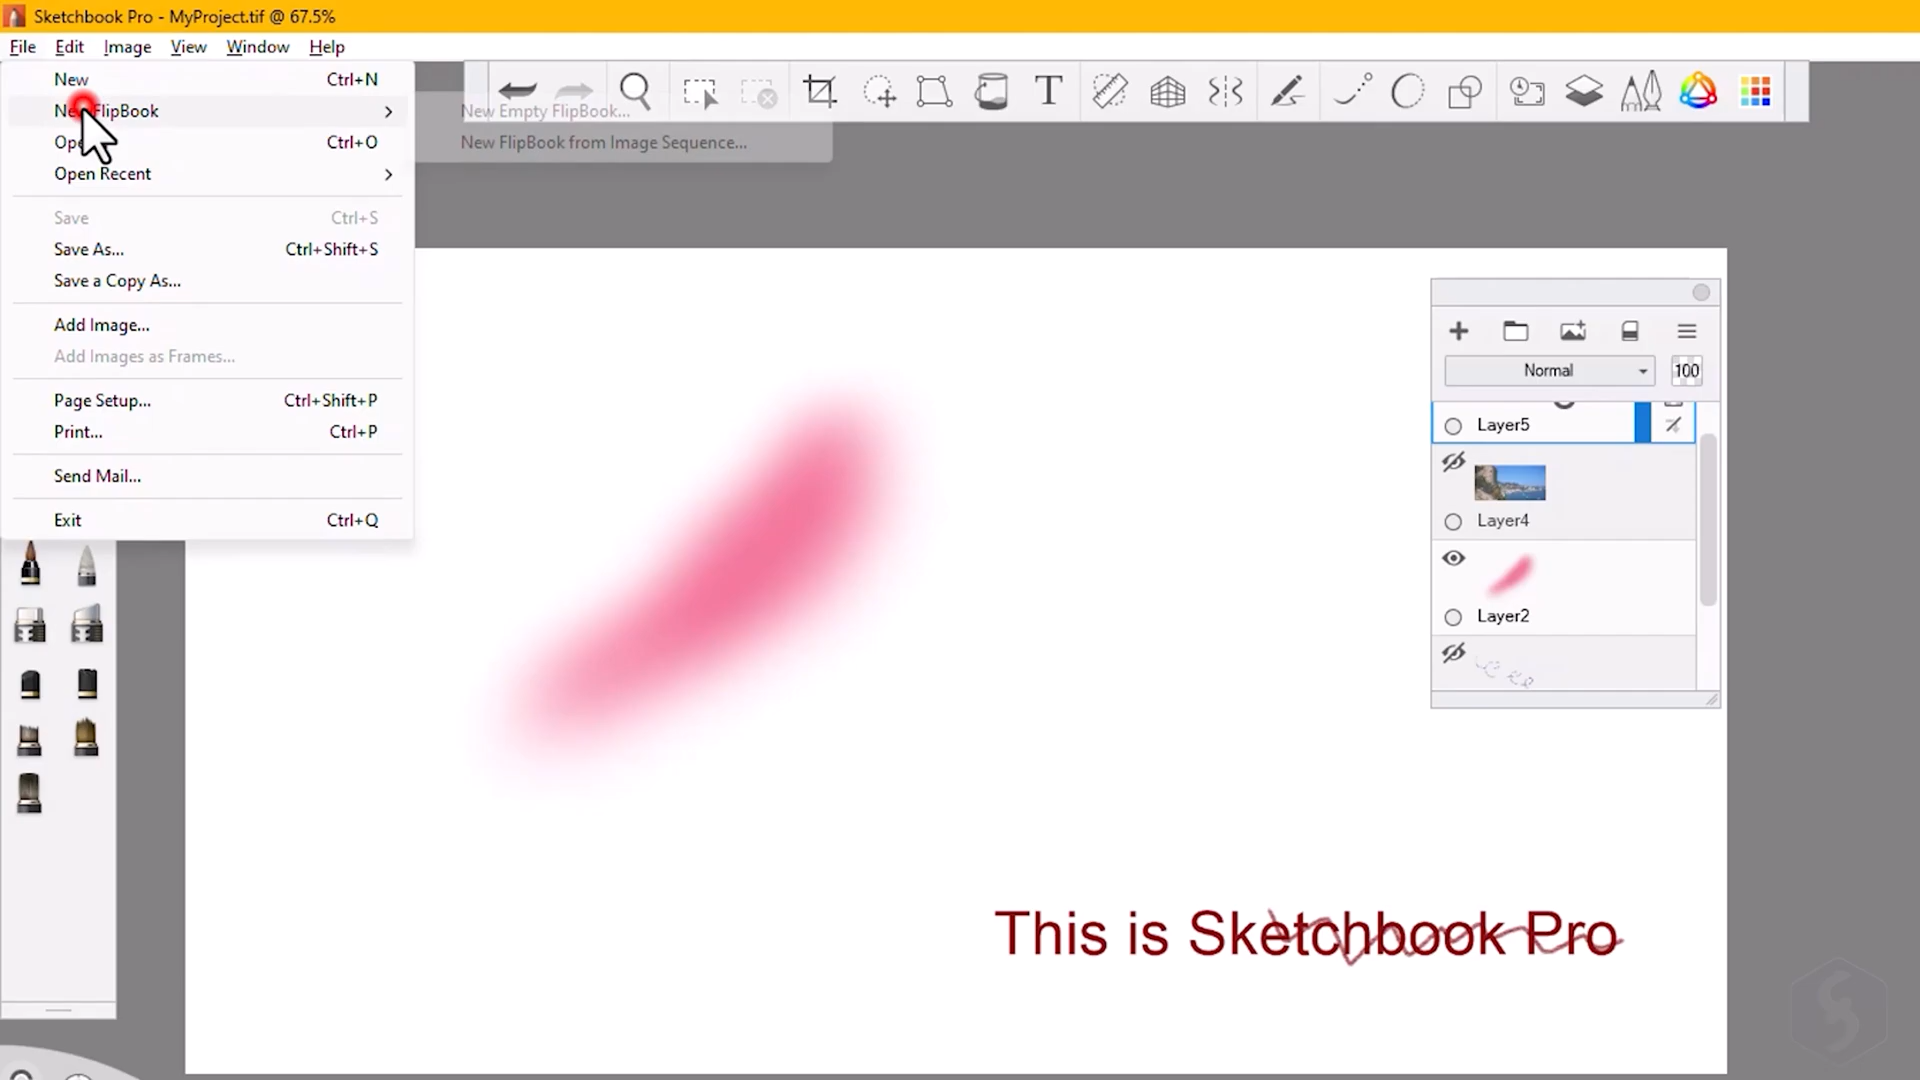 Sketchbook Pro - MyProject.tif @ 67.5%
File Edit Image View Window Help
New Ctrl+N
New FlipBook
New Empty FlipBook...
Ctrl+O
New FlipBook from Image Sequence...
Open Recent
Save Ctrl+S
Save As... Ctrl+Shift+S
Save a Copy As...
Add Image...
Add Images as Frames...
Page Setup... Ctrl+Shift+P
Print... Ctrl+P
Send Mail...
Exit Ctrl+Q
Normal 100
Layer5
Layer4
Layer2
This is Sketchbook Pro